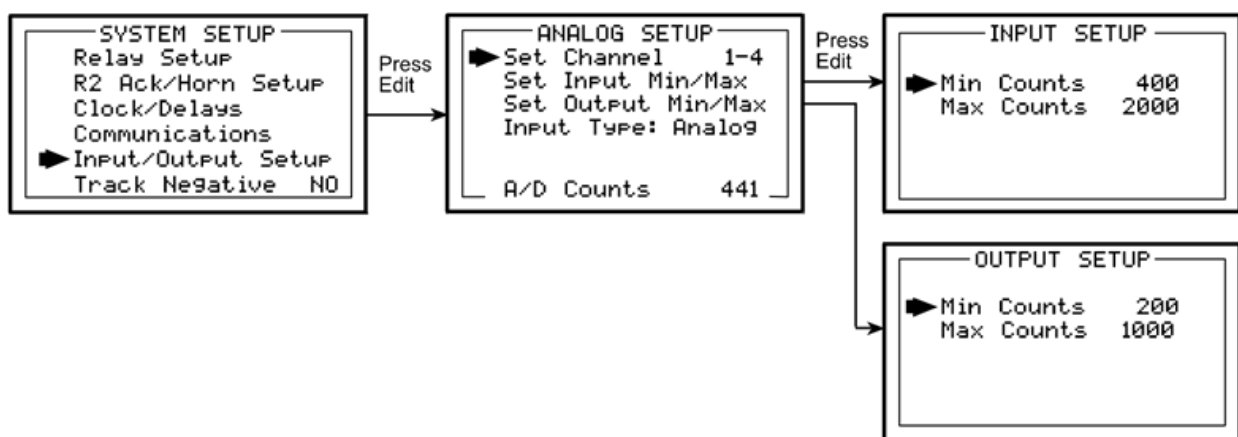 SYSTEM SETUP
Relay Setup
R2 Ack/Horn Setup
Clock/Delays
Communications
Input/Output Setup
Track Negative NO
Press
Edit
ANALOG SETUP
Set Channel 1-4
Set Input Min/Max
Set Output Min/Max
Input Type: Analog
A/D Counts 441
Press
Edit
INPUT SETUP
Min Counts 400
Max Counts 2000
OUTPUT SETUP
Min Counts 200
Max Counts 1000